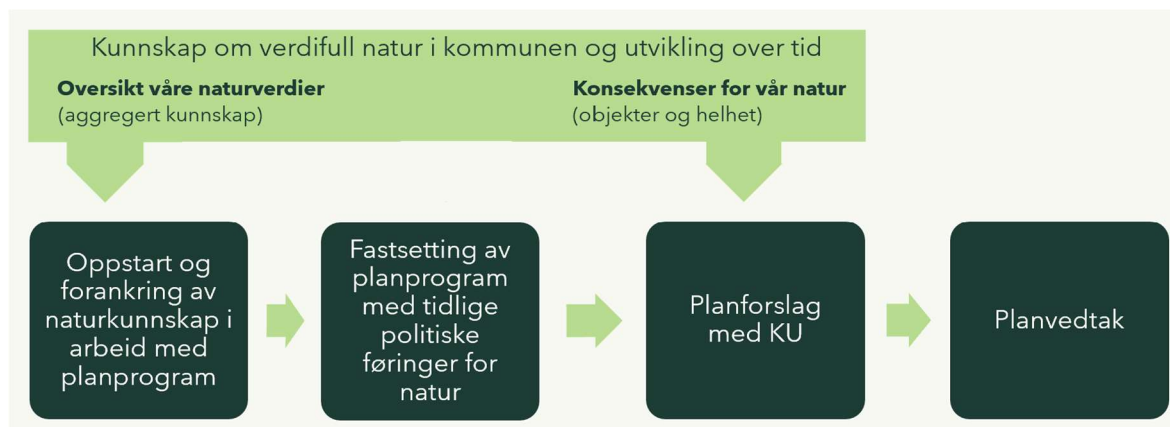 Kunnskap om verdifull natur i kommunen og utvikling over tid
Oversikt våre naturverdier
(aggregert kunnskap)
Konsekvenser for vår natur
(objekter og helhet)
Oppstart og
forankring av
naturkunnskap i
arbeid med
planprogram
Fastsetting av
planprogram
med tidlige
politiske
føringer for
natur
Planforslag
med KU
Planvedtak